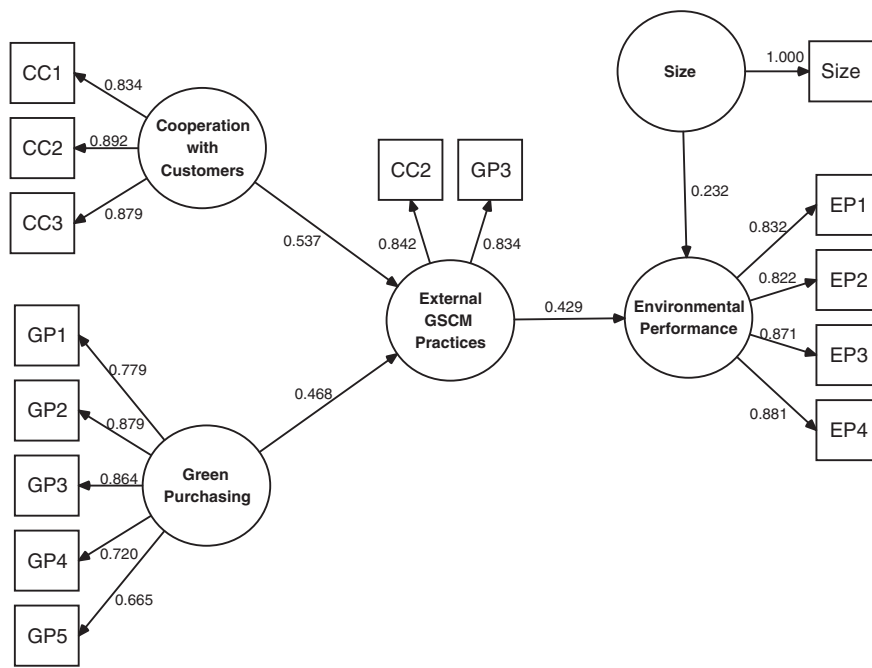 CC1
0.834
CC2
0.892
CC3
0.879
Cooperation
with
Customers
0.537
GP1
0.779
GP2
0.879
GP3
0.864
GP4
0.720
GP5
0.665
Green
Purchasing
0.468
CC2
GP3
0.842
0.834
External
GSCM
Practices
0.429
Size
1.000
Size
0.232
Environmental
Performance
EP1
0.832
EP2
0.822
EP3
0.871
EP4
0.881